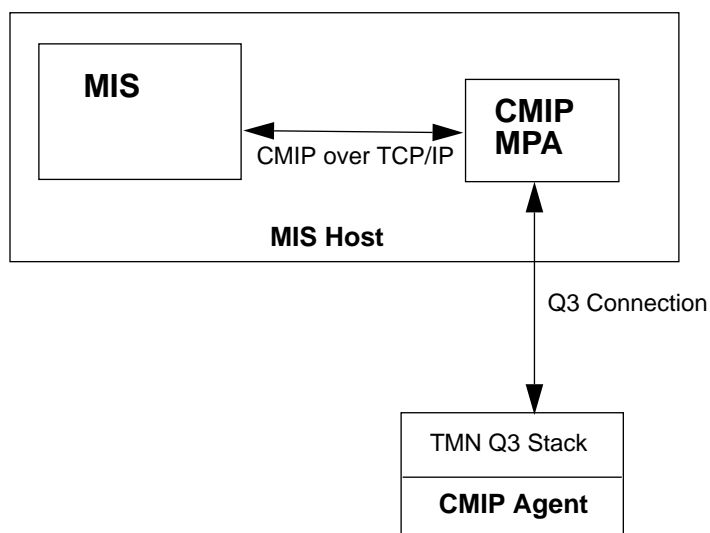 MIS
CMIP
MPA
CMIP over TCP/IP
MIS Host
Q3 Connection
TMN Q3 Stack
CMIP Agent